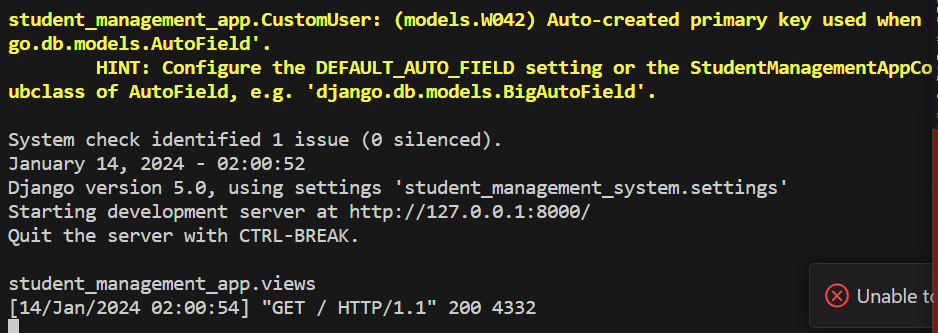 student_management_app.CustomUser: (models.W042) Auto-created primary key used when
go.db.models.AutoField'.
HINT: Configure the DEFAULT_AUTO_FIELD setting or the StudentManagementAppCo
ubclass of AutoField, e.g. 'django.db.models.BigAutoField'.
System check identified 1 issue (0 silenced).
January 14, 2024 - 02:00:52
Django version 5.0, using settings 'student_management_system.settings'
Starting development server at http://127.0.0.1:8000/
Quit the server with CTRL-BREAK.
student_management_app.views
[14/Jan/2024 02:00:54] "GET / HTTP/1.1" 200 4332
Unable to